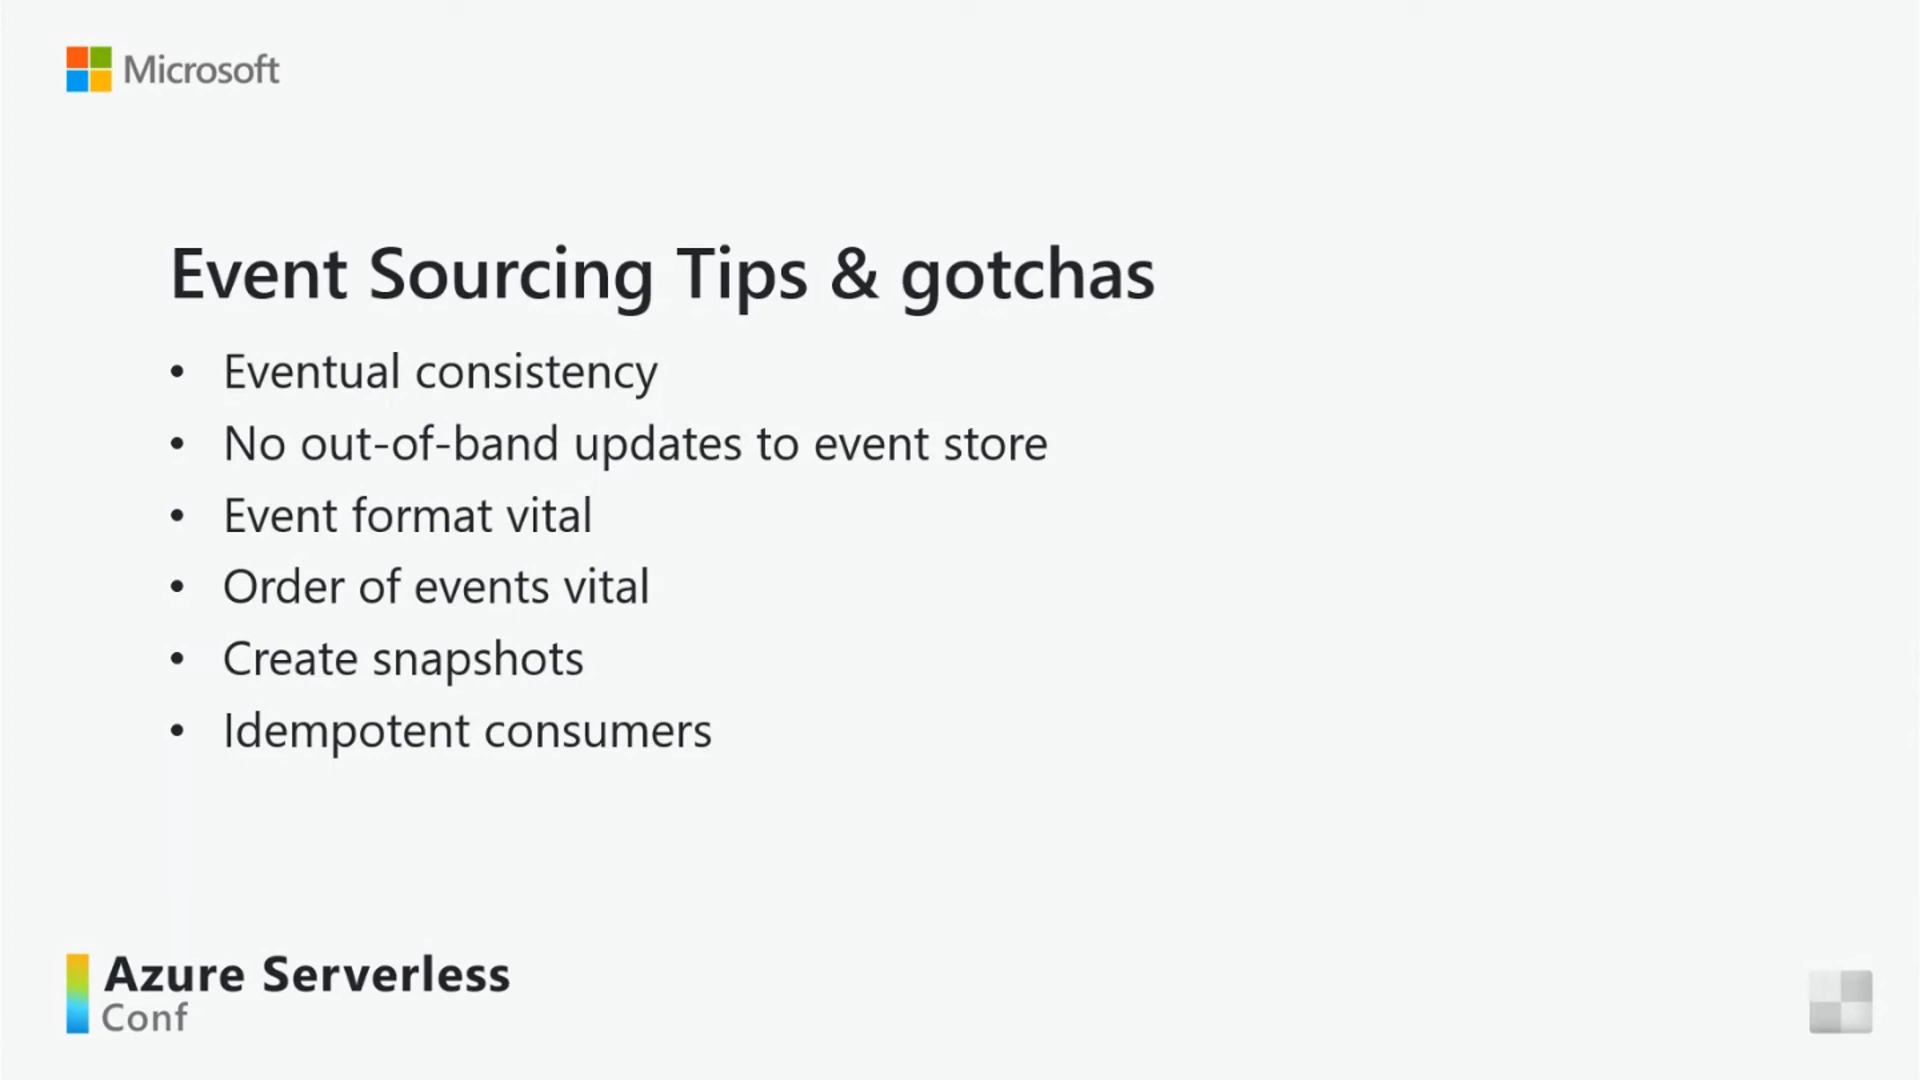 Microsoft
Event Sourcing Tips & gotchas
• Eventual consistency
• No out-of-band updates to event store
• Event format vital
• Order of events vital
• Create snapshots
• Idempotent consumers
Azure Serverless
Conf